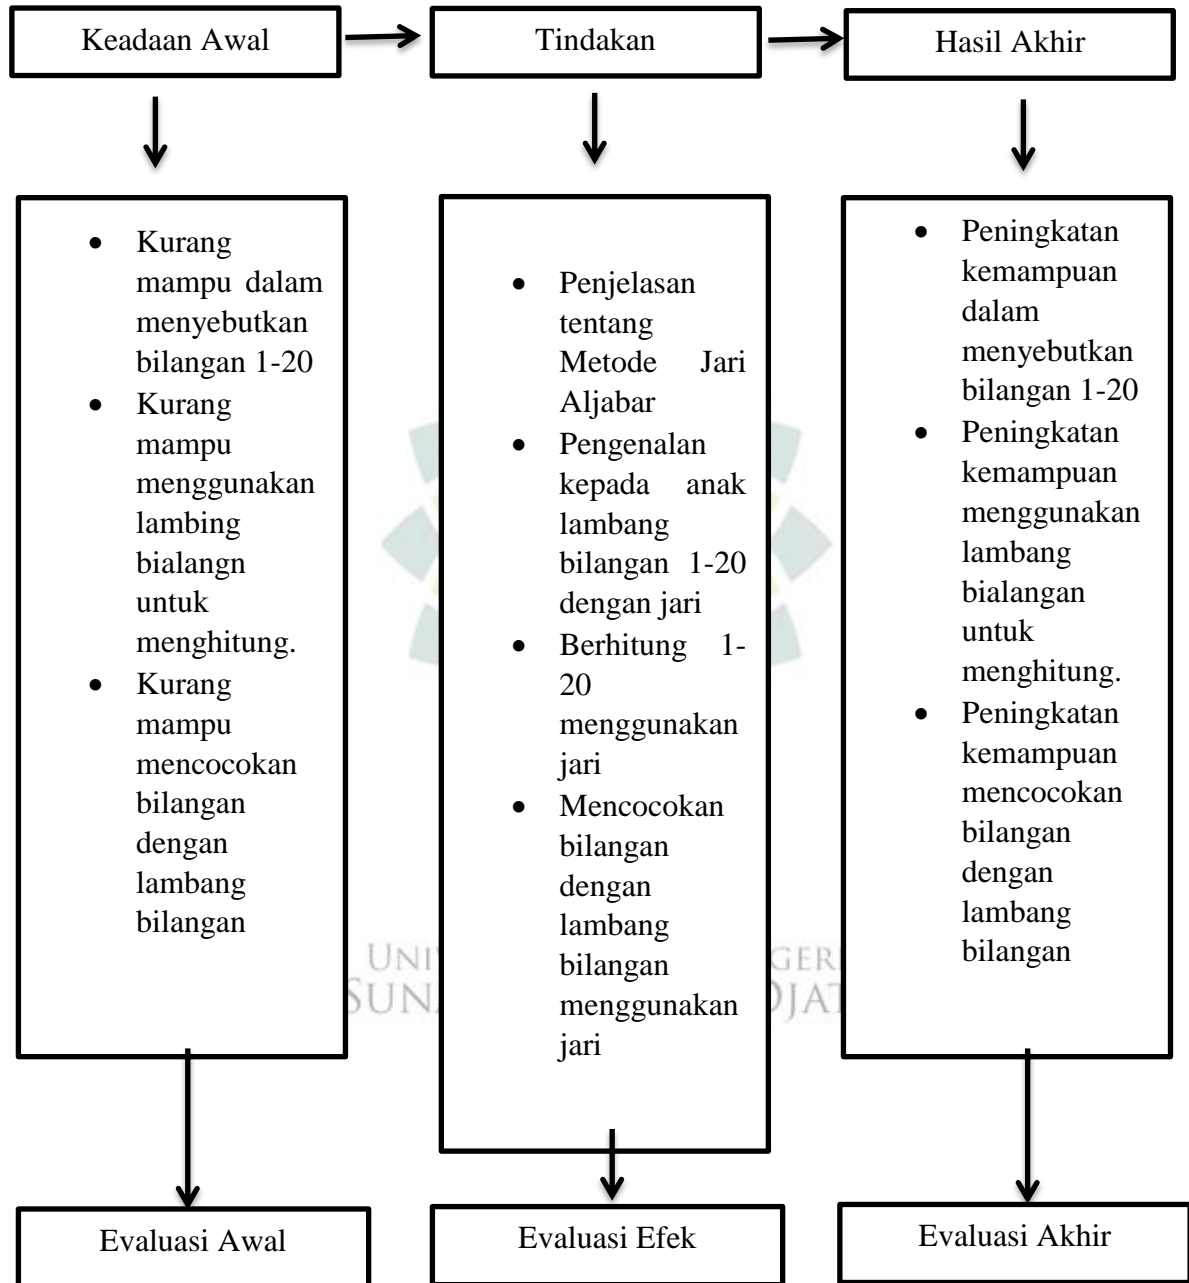 Keadaan Awal
Tindakan
Hasil Akhir
• Kurang
mampu dalam
menyebutkan
bilangan 1-20
• Kurang
mampu
menggunakan
lambing
bialangn
untuk
menghitung.
• Kurang
mampu
mencocokan
bilangan
dengan
lambang
bilangan
• Penjelasan
tentang
Metode Jari
Aljabar
• Pengenalan
kepada anak
lambang
bilangan 1-20
dengan jari
• Berhitung 1-
20
menggunakan
jari
• Mencocokan
bilangan
dengan
lambang
bilangan
menggunakan
jari
• Peningkatan
kemampuan
dalam
menyebutkan
bilangan 1-20
• Peningkatan
kemampuan
menggunakan
lambang
bialangan
untuk
menghitung.
• Peningkatan
kemampuan
mencocokan
bilangan
dengan
lambang
bilangan
Evaluasi Awal
Evaluasi Efek
Evaluasi Akhir